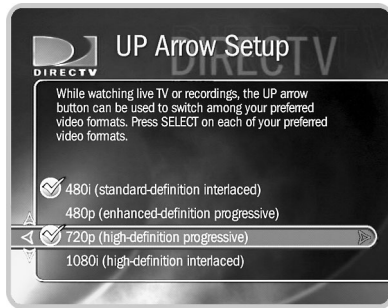 UP Arrow Setup
DIRECTV
DIRECTV
While watching live TV or recordings, the UP arrow
button can be used to switch among your preferred
video formats. Press SELECT on each of your preferred
video formats.
480i (standard-definition interlaced)
480p (enhanced-definition progressive)
720p (high-definition progressive)
1080i (high-definition interlaced)